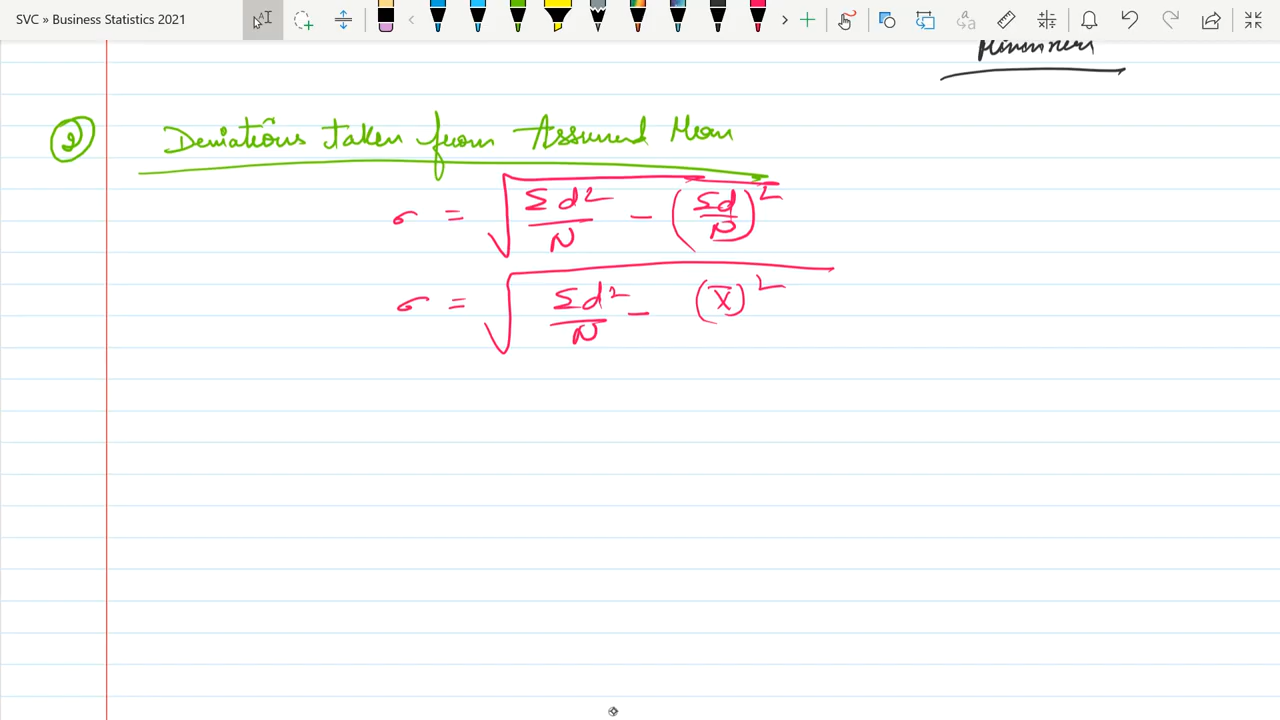 SVC » Business Statistics 2021
② Deviations taken from Assumed Mean
σ = √(Σd²/N − (Σd/N)²)
σ = √(Σd²/N − (X̄)²)